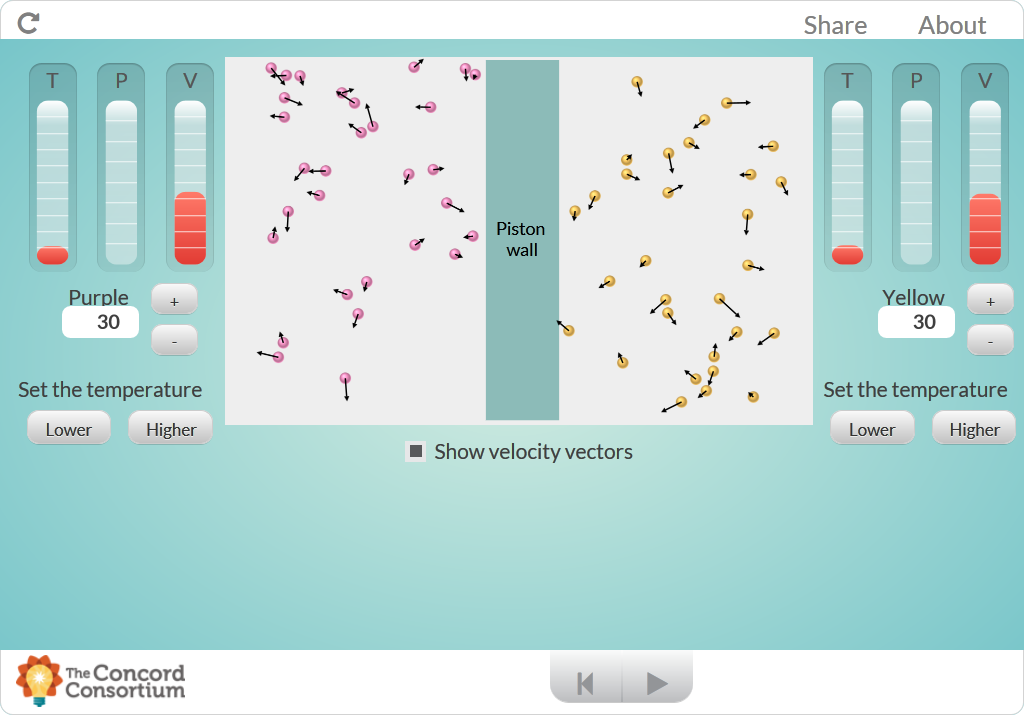 Share
About
T
P
V
T
P
V
Piston
wall
Purple
30
+
-
Yellow
30
+
-
Set the temperature
Lower
Higher
Set the temperature
Lower
Higher
Show velocity vectors
The Concord
Consortium